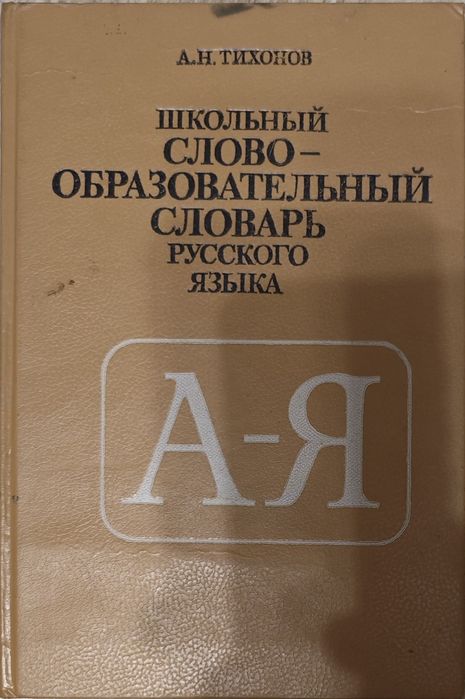 А.Н. ТИХОНОВ
ШКОЛЬНЫЙ
СЛОВО-
ОБРАЗОВАТЕЛЬНЫЙ
СЛОВАРЬ
РУССКОГО
ЯЗЫКА
А-Я